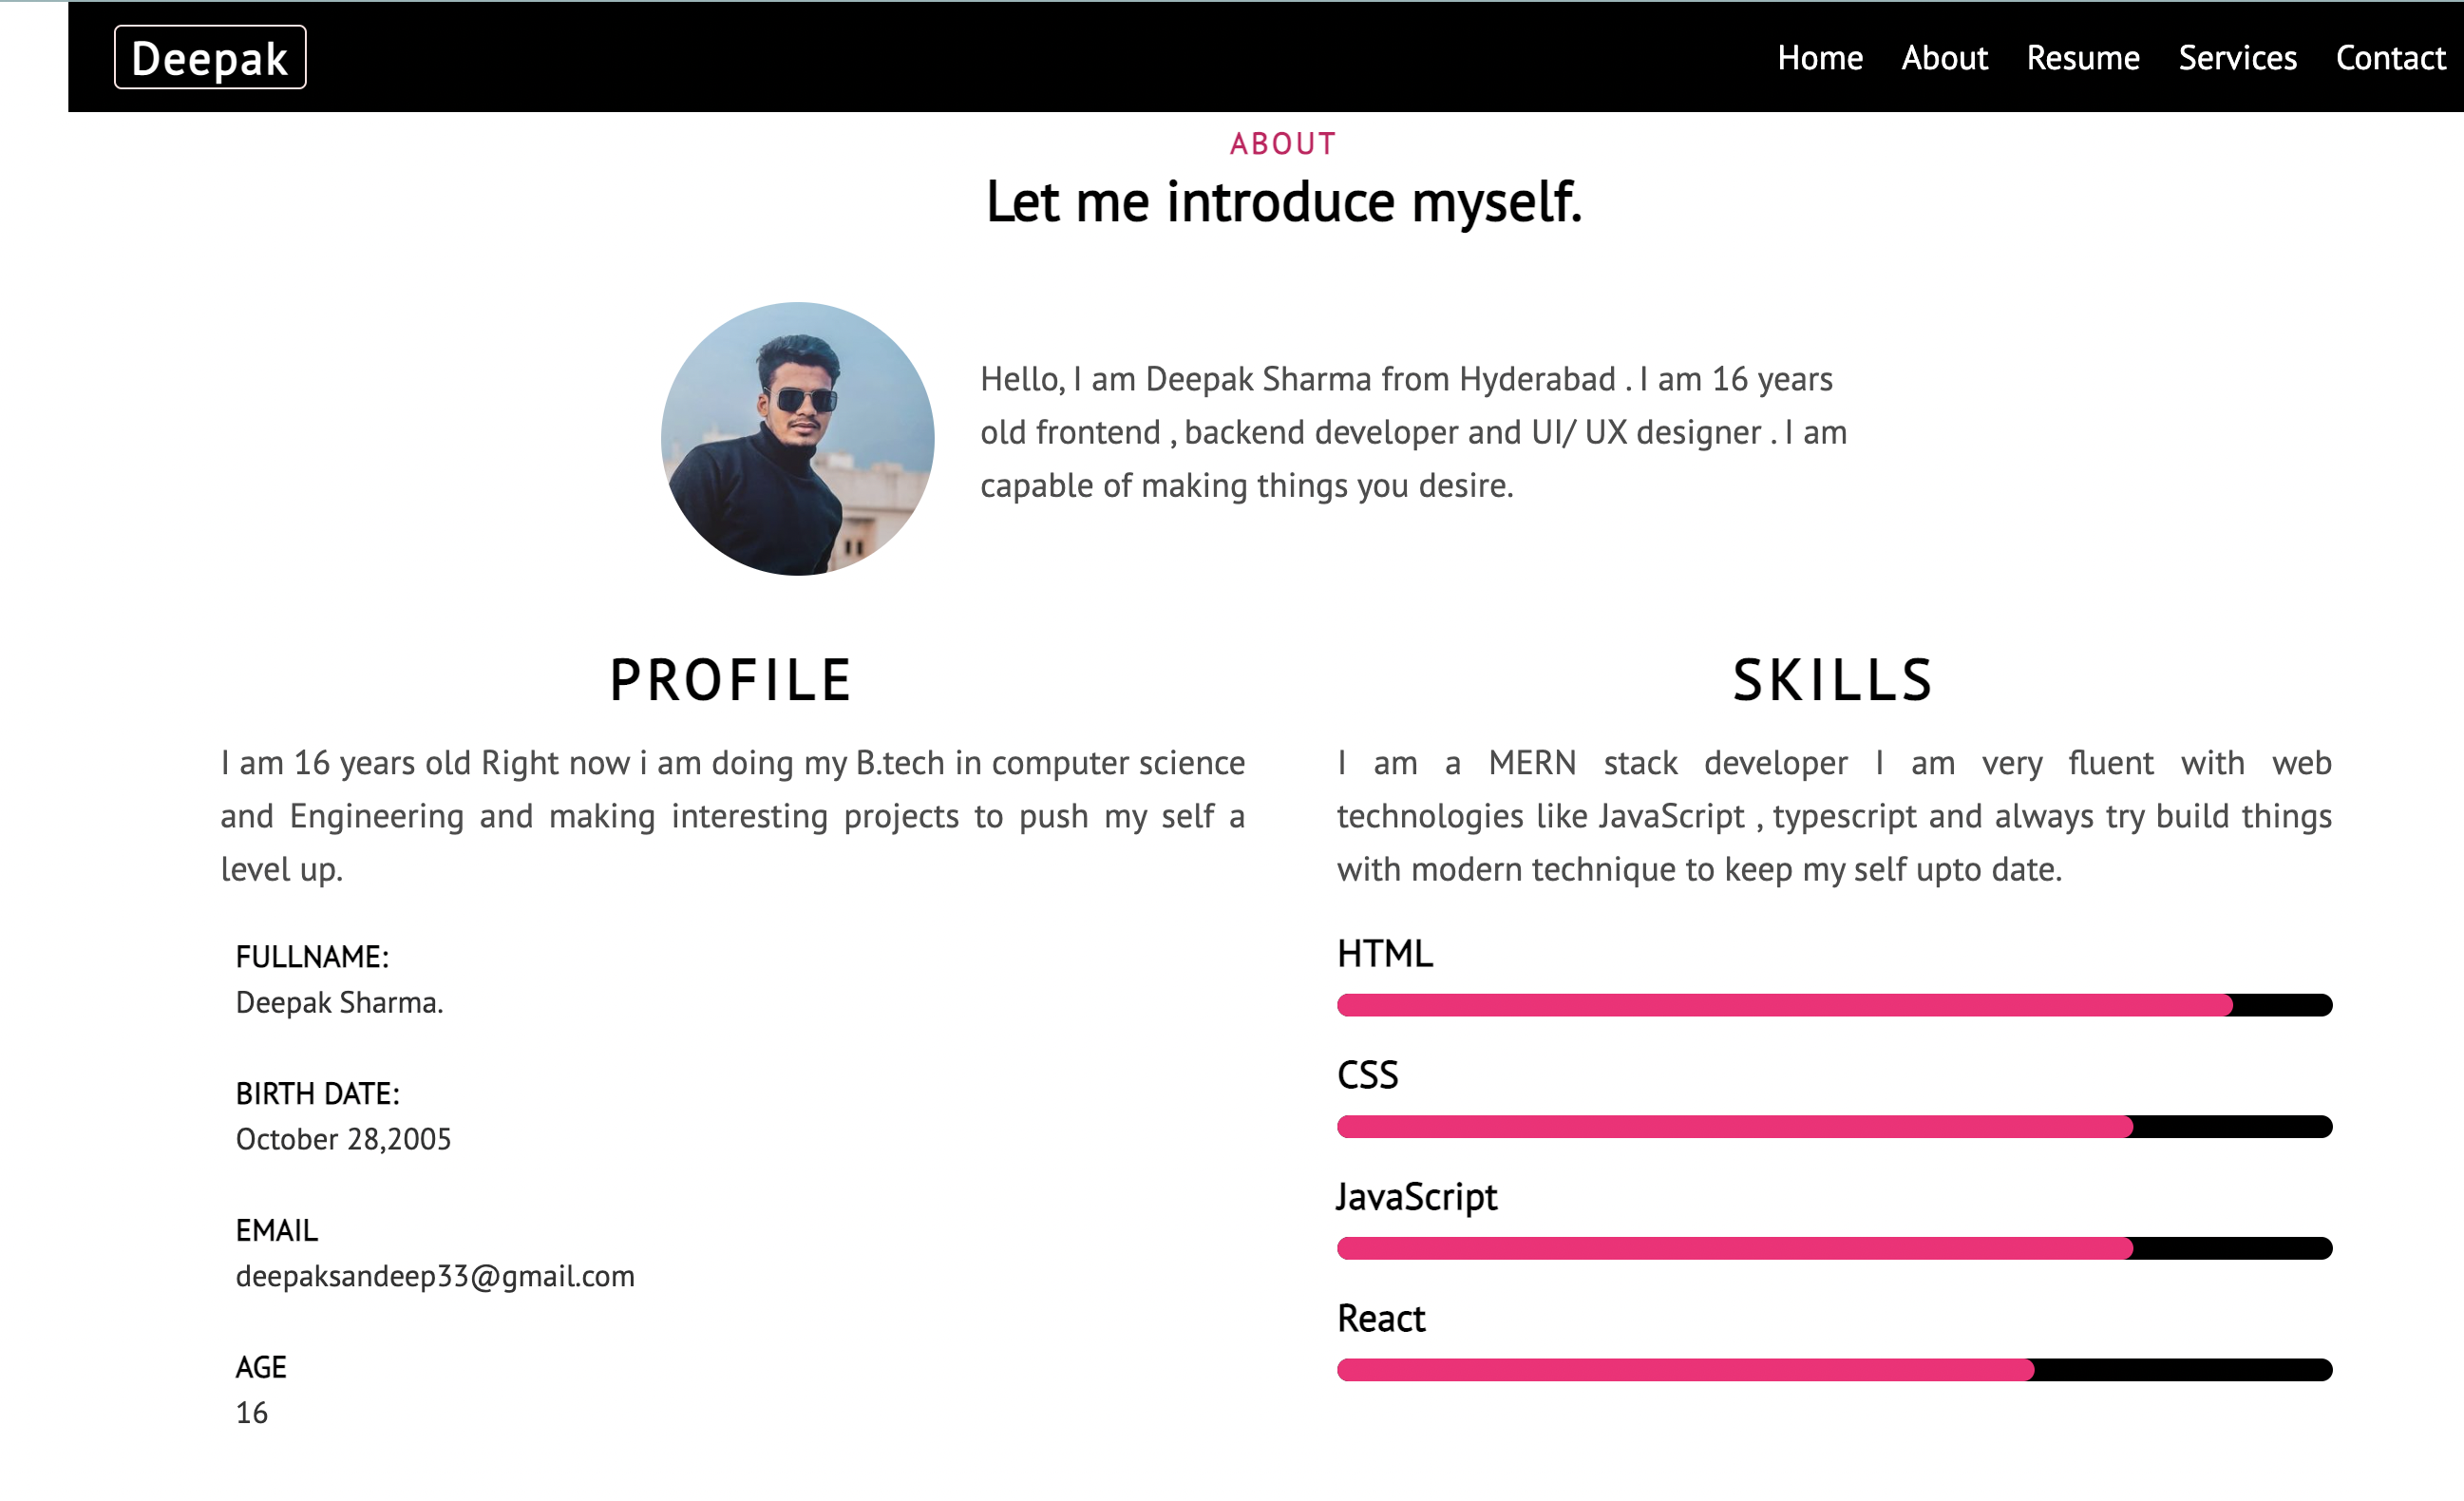 Deepak
Home About Resume Services Contact
ABOUT
Let me introduce myself.
Hello, I am Deepak Sharma from Hyderabad . I am 16 years
old frontend , backend developer and UI/ UX designer . I am
capable of making things you desire.
PROFILE
I am 16 years old Right now i am doing my B.tech in computer science
and Engineering and making interesting projects to push my self a
level up.
FULLNAME:
Deepak Sharma.
BIRTH DATE:
October 28,2005
EMAIL
deepaksandeep33@gmail.com
AGE
16
SKILLS
I am a MERN stack developer I am very fluent with web
technologies like JavaScript , typescript and always try build things
with modern technique to keep my self upto date.
HTML
CSS
JavaScript
React